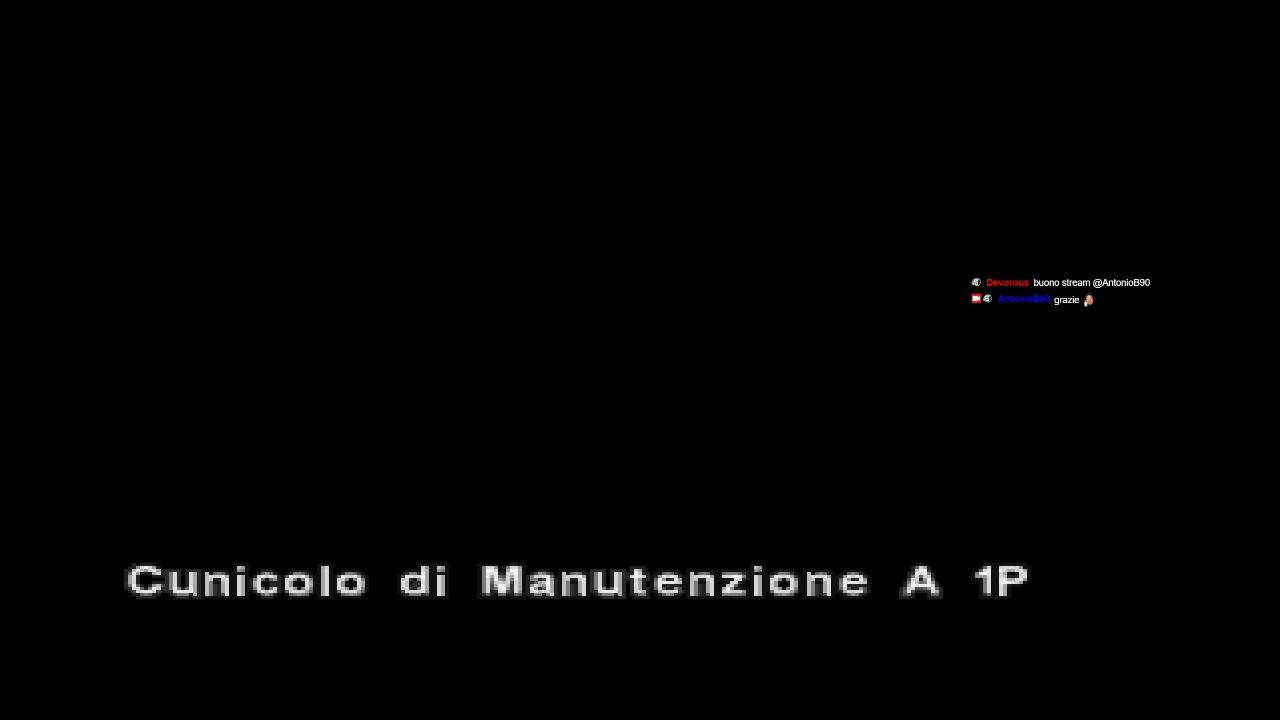 Devorous buono stream @AntonioB90
AntonioB90 grazie
Cunicolo di Manutenzione A 1P